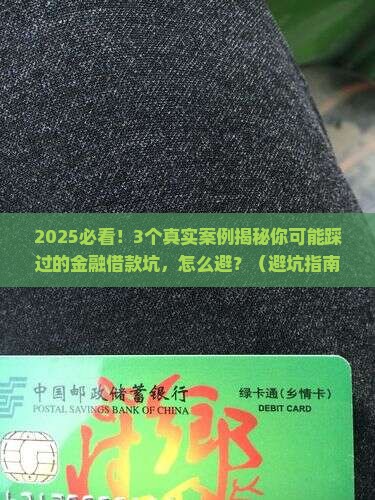 2025必看！3个真实案例揭秘你可能踩
过的金融借款坑，怎么避？（避坑指南
中国邮政储蓄银行
绿卡通(乡情卡)
POSTAL SAVINGS BANK OF CHINA
DEBIT CARD
乡